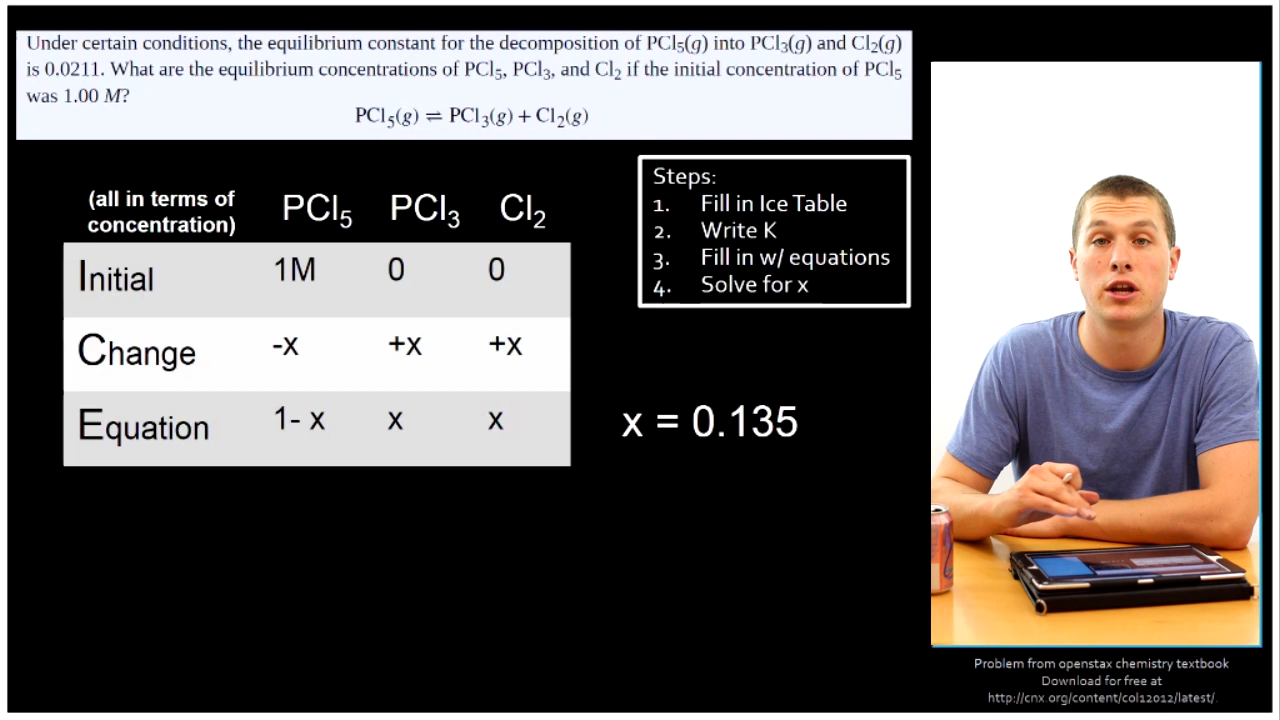 Under certain conditions, the equilibrium constant for the decomposition of PCl₅(g) into PCl₃(g) and Cl₂(g)
is 0.0211. What are the equilibrium concentrations of PCl₅, PCl₃, and Cl₂ if the initial concentration of PCl₅
was 1.00 M?
PCl₅(g) ⇌ PCl₃(g) + Cl₂(g)
(all in terms of
concentration)
PCl₅ PCl₃ Cl₂
Initial 1M 0 0
Change -x +x +x
Equation 1- x x x
Steps:
1. Fill in Ice Table
2. Write K
3. Fill in w/ equations
4. Solve for x
x = 0.135
Problem from openstax chemistry textbook
Download for free at
http://cnx.org/content/col12012/latest/.